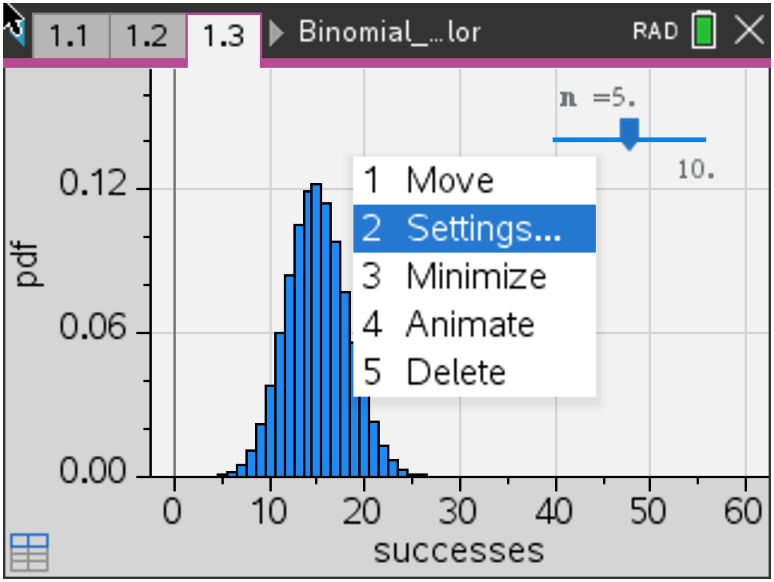 1.1 1.2 1.3 Binomial_...lor RAD
n =5.
10.
1 Move
2 Settings...
3 Minimize
4 Animate
5 Delete
pdf
0.12
0.06
0.00
0 10 20 30 40 50 60
successes